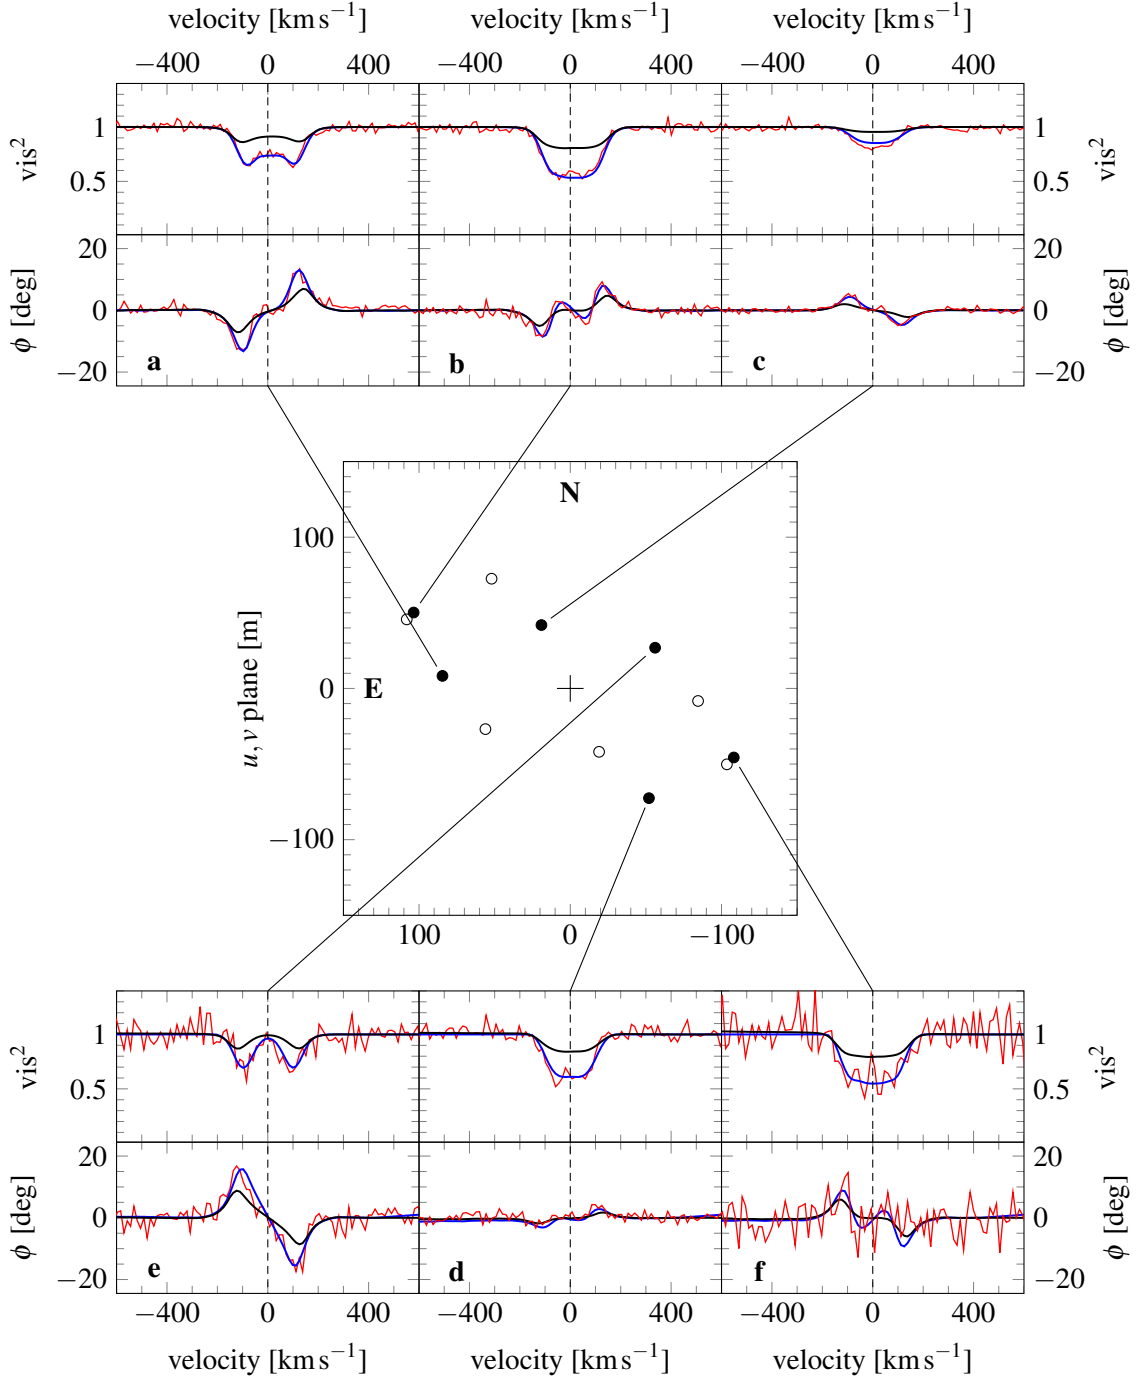 velocity [km s⁻¹] velocity [km s⁻¹] velocity [km s⁻¹]
−400 0 400 −400 0 400 −400 0 400
1 1
vis² vis²
0.5 0.5
20 20
ϕ [deg] 0 0 ϕ [deg]
−20 a b c −20
N
100
u, v plane [m]
0 E
−100
100 0 −100
1 1
vis² vis²
0.5 0.5
20 20
ϕ [deg] 0 0 ϕ [deg]
−20 e d f −20
−400 0 400 −400 0 400 −400 0 400
velocity [km s⁻¹] velocity [km s⁻¹] velocity [km s⁻¹]